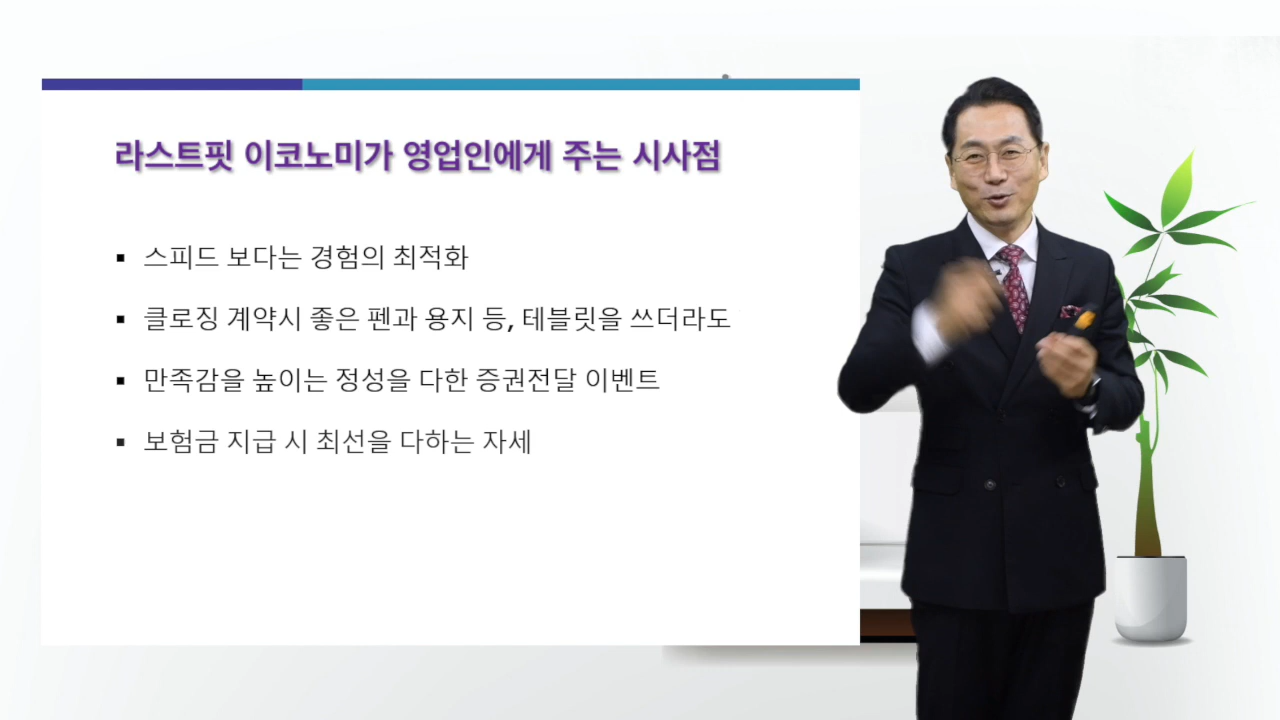 라스트핏 이코노미가 영업인에게 주는 시사점
▪ 스피드 보다는 경험의 최적화
▪ 클로징 계약시 좋은 펜과 용지 등, 테블릿을 쓰더라도
▪ 만족감을 높이는 정성을 다한 증권전달 이벤트
▪ 보험금 지급 시 최선을 다하는 자세